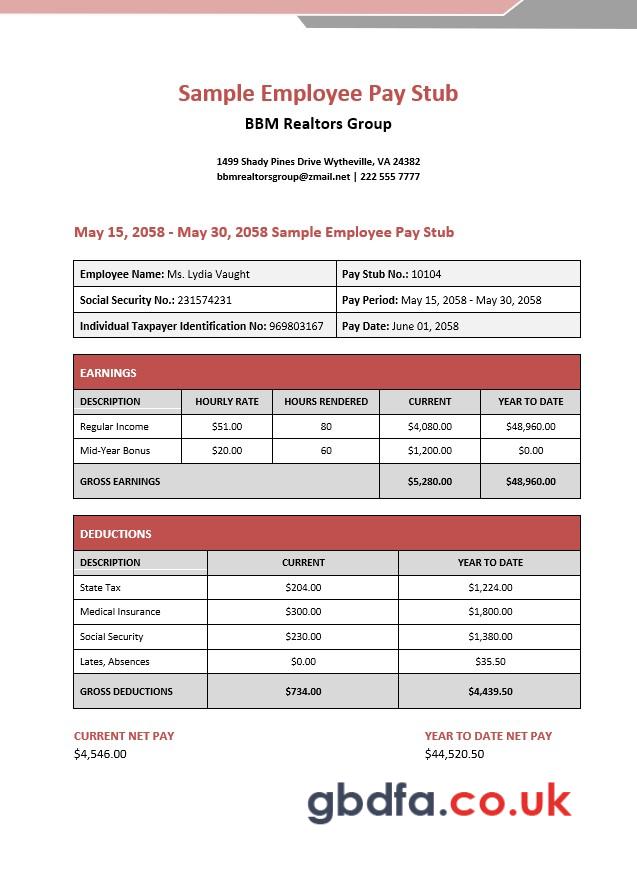 Sample Employee Pay Stub
BBM Realtors Group
1499 Shady Pines Drive Wytheville, VA 24382
bbmrealtorsgroup@zmail.net | 222 555 7777
May 15, 2058 - May 30, 2058 Sample Employee Pay Stub
Employee Name: Ms. Lydia Vaught Pay Stub No.: 10104
Social Security No.: 231574231 Pay Period: May 15, 2058 - May 30, 2058
Individual Taxpayer Identification No: 969803167 Pay Date: June 01, 2058
EARNINGS
DESCRIPTION HOURLY RATE HOURS RENDERED CURRENT YEAR TO DATE
Regular Income $51.00 80 $4,080.00 $48,960.00
Mid-Year Bonus $20.00 60 $1,200.00 $0.00
GROSS EARNINGS $5,280.00 $48,960.00
DEDUCTIONS
DESCRIPTION CURRENT YEAR TO DATE
State Tax $204.00 $1,224.00
Medical Insurance $300.00 $1,800.00
Social Security $230.00 $1,380.00
Lates, Absences $0.00 $35.50
GROSS DEDUCTIONS $734.00 $4,439.50
CURRENT NET PAY YEAR TO DATE NET PAY
$4,546.00 $44,520.50
gbdfa.co.uk